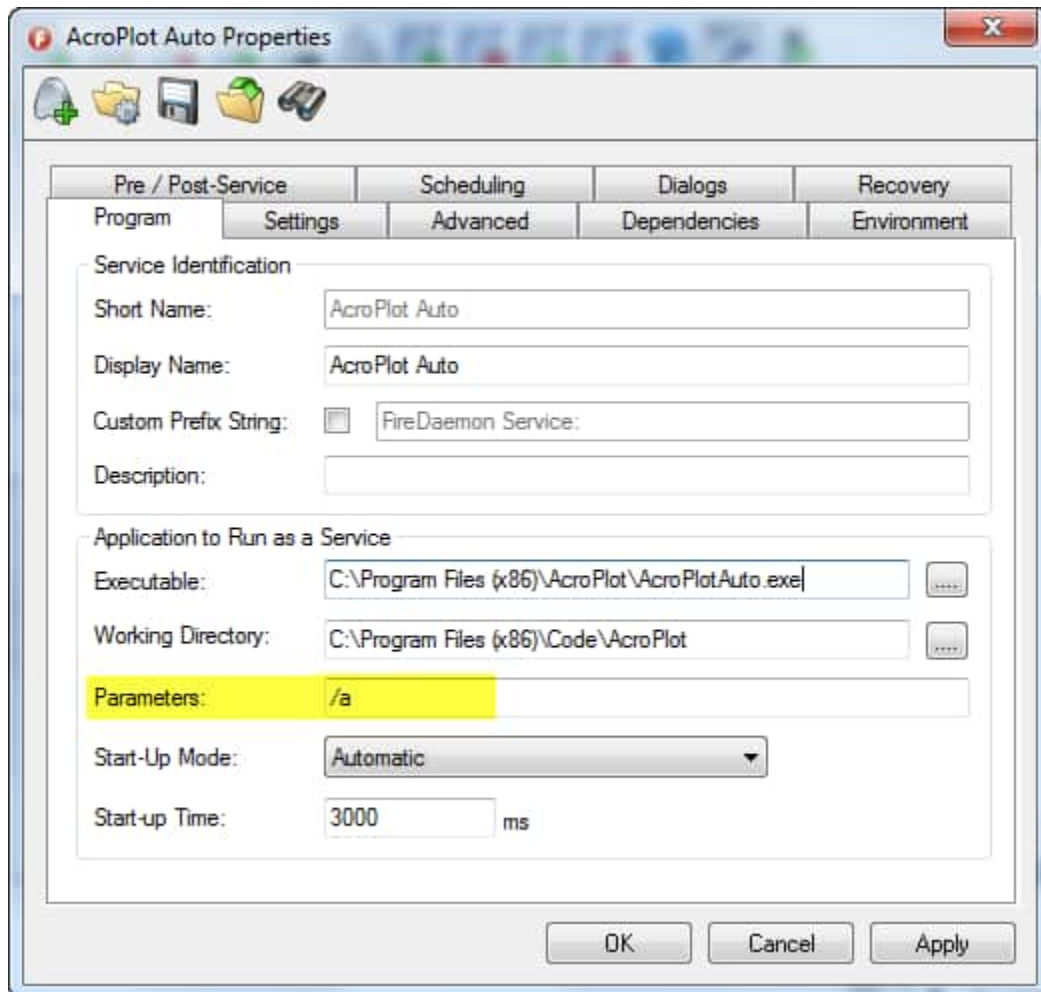 AcroPlot Auto Properties
Pre / Post-Service Scheduling Dialogs Recovery
Program Settings Advanced Dependencies Environment
Service Identification
Short Name: AcroPlot Auto
Display Name: AcroPlot Auto
Custom Prefix String: FireDaemon Service:
Description:
Application to Run as a Service
Executable: C:\Program Files (x86)\AcroPlot\AcroPlotAuto.exe
.....
Working Directory: C:\Program Files (x86)\Code\AcroPlot
.....
Parameters: /a
Start-Up Mode: Automatic
Start-up Time: 3000 ms
OK Cancel Apply